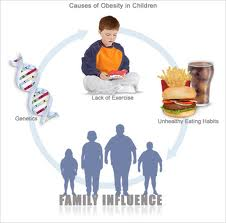 Causes of Obesity in Children
Lack of Exercise
Genetics
Unhealthy Eating Habits
FAMILY INFLUENCE